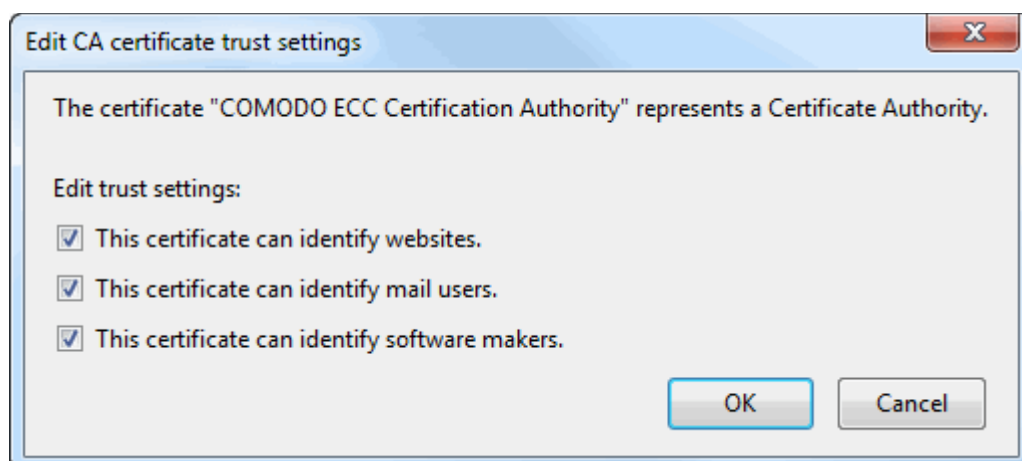 Edit CA certificate trust settings
The certificate "COMODO ECC Certification Authority" represents a Certificate Authority.
Edit trust settings:
This certificate can identify websites.
This certificate can identify mail users.
This certificate can identify software makers.
OK Cancel